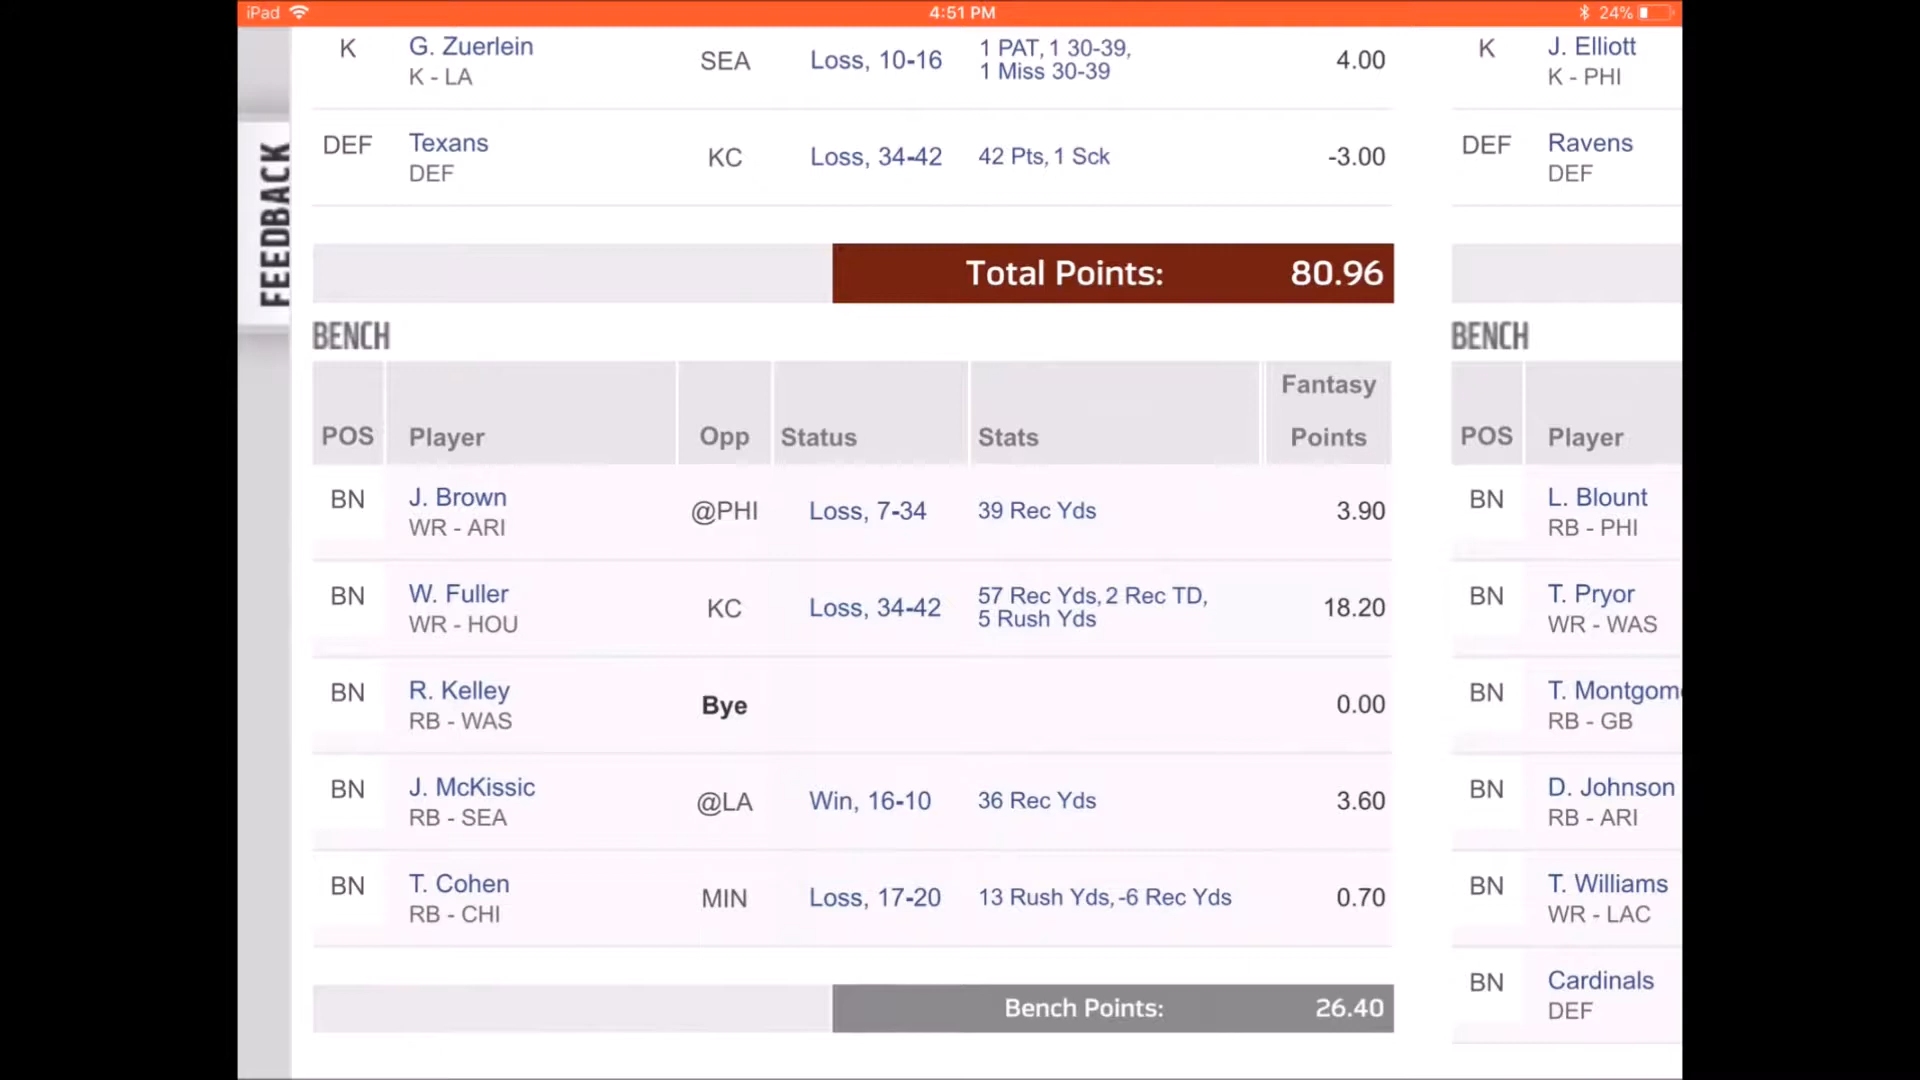 iPad
4:51 PM
24%
FEEDBACK
K
G. Zuerlein
K - LA
SEA
Loss, 10-16
1 PAT, 1 30-39,
1 Miss 30-39
4.00
K
J. Elliott
K - PHI
DEF
Texans
DEF
KC
Loss, 34-42
42 Pts, 1 Sck
-3.00
DEF
Ravens
DEF
Total Points: 80.96
BENCH
BENCH
POS
Player
Opp
Status
Stats
Fantasy
Points
POS
Player
BN
J. Brown
WR - ARI
@PHI
Loss, 7-34
39 Rec Yds
3.90
BN
L. Blount
RB - PHI
BN
W. Fuller
WR - HOU
KC
Loss, 34-42
57 Rec Yds, 2 Rec TD,
5 Rush Yds
18.20
BN
T. Pryor
WR - WAS
BN
R. Kelley
RB - WAS
Bye
0.00
BN
T. Montgom
RB - GB
BN
J. McKissic
RB - SEA
@LA
Win, 16-10
36 Rec Yds
3.60
BN
D. Johnson
RB - ARI
BN
T. Cohen
RB - CHI
MIN
Loss, 17-20
13 Rush Yds, -6 Rec Yds
0.70
BN
T. Williams
WR - LAC
BN
Cardinals
DEF
Bench Points: 26.40